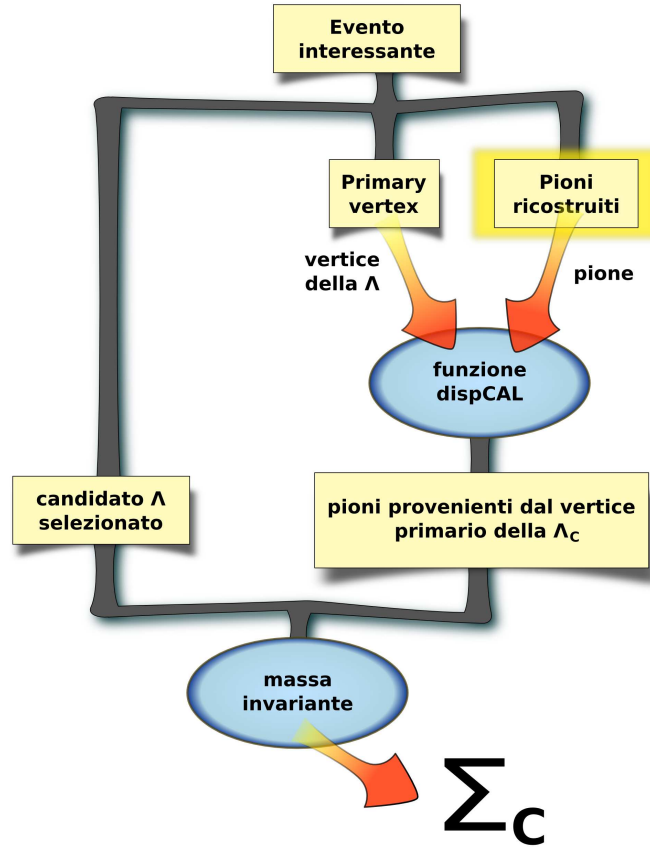 Evento
interessante
Primary
vertex
Pioni
ricostruiti
vertice
della Λ
pione
funzione
dispCAL
candidato Λ
selezionato
pioni provenienti dal vertice
primario della Λc
massa
invariante
Σc